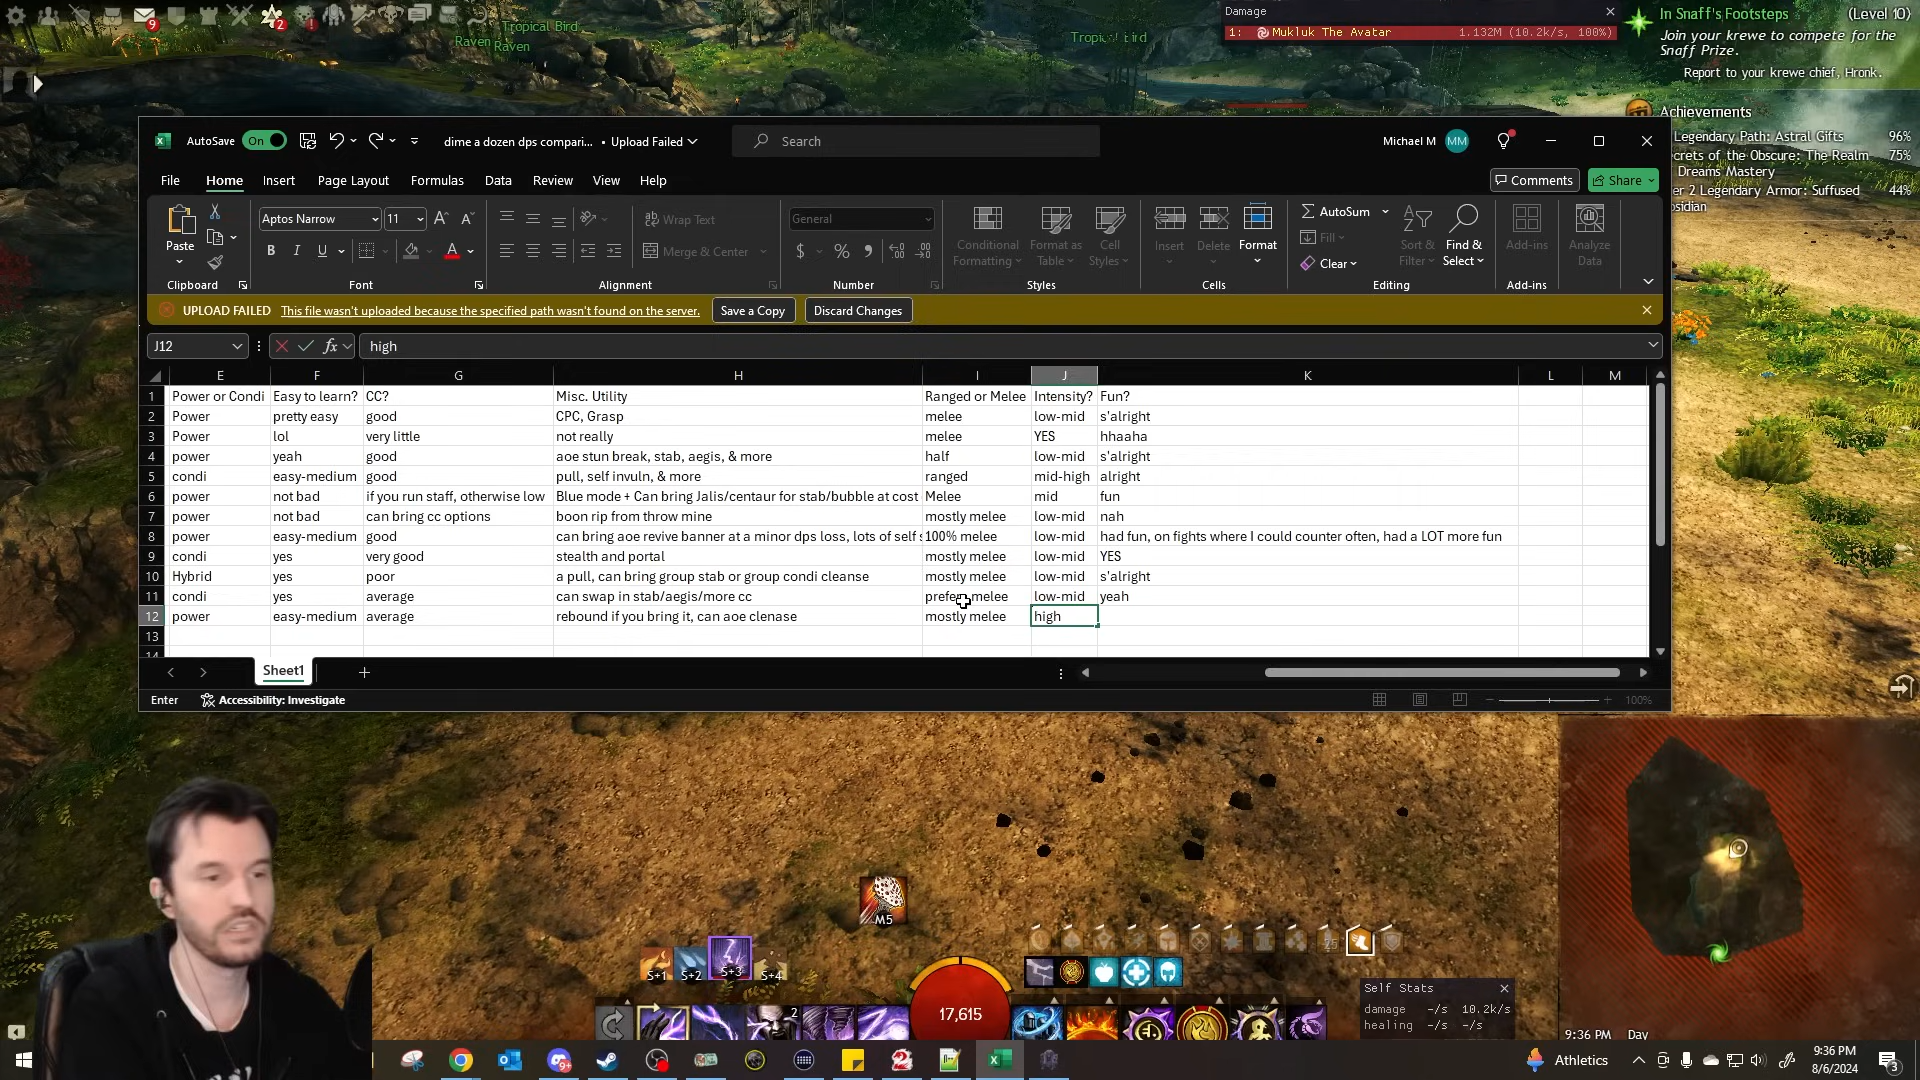 9
2
Tropical Bird
Raven
Raven
Damage
1: Mukluk The Avatar 1.132M (10.2k/s, 100%)
In Snaff's Footsteps (Level 10)
Join your krewe to compete for the
Snaff Prize.
Report to your krewe chief, Hronk.
Achievements
Legendary Path: Astral Gifts 96%
crets of the Obscure: The Realm 75%
Dreams Mastery
er 2 Legendary Armor: Suffused 44%
bsidian
AutoSave On
dime a dozen dps compari... • Upload Failed
Search
Michael M MM
File Home Insert Page Layout Formulas Data Review View Help
Comments Share
Paste
Aptos Narrow 11
B I U
Wrap Text
Merge & Center
General
Conditional Formatting
Format as Table
Cell Styles
Insert Delete Format
AutoSum
Fill
Clear
Sort & Filter
Find & Select
Add-ins
Analyze Data
Clipboard Font Alignment Number Styles Cells Editing Add-ins
UPLOAD FAILED This file wasn't uploaded because the specified path wasn't found on the server. Save a Copy Discard Changes
J12 fx high
E F G H I J K L M
1 Power or Condi Easy to learn? CC? Misc. Utility Ranged or Melee Intensity? Fun?
2 Power pretty easy good CPC, Grasp melee low-mid s'alright
3 Power lol very little not really melee YES hhaaha
4 power yeah good aoe stun break, stab, aegis, & more half low-mid s'alright
5 condi easy-medium good pull, self invuln, & more ranged mid-high alright
6 power not bad if you run staff, otherwise low Blue mode + Can bring Jalis/centaur for stab/bubble at cost Melee mid fun
7 power not bad can bring cc options boon rip from throw mine mostly melee low-mid nah
8 power easy-medium good can bring aoe revive banner at a minor dps loss, lots of self s 100% melee low-mid had fun, on fights where I could counter often, had a LOT more fun
9 condi yes very good stealth and portal mostly melee low-mid YES
10 Hybrid yes poor a pull, can bring group stab or group condi cleanse mostly melee low-mid s'alright
11 condi yes average can swap in stab/aegis/more cc prefer melee low-mid yeah
12 power easy-medium average rebound if you bring it, can aoe clenase mostly melee high
13
14
Sheet1
Enter Accessibility: Investigate 100%
M5
S+1 S+2 S+3 S+4
25
2
17,615
Self Stats
damage -/s 10.2k/s
healing -/s -/s
9:36 PM Day
9+
Athletics
9:36 PM
8/6/2024
3